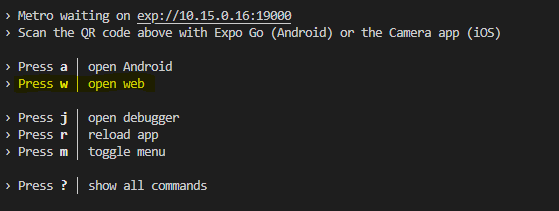 › Metro waiting on exp://10.15.0.16:19000
› Scan the QR code above with Expo Go (Android) or the Camera app (iOS)
› Press a │ open Android
› Press w │ open web
› Press j │ open debugger
› Press r │ reload app
› Press m │ toggle menu
› Press ? │ show all commands